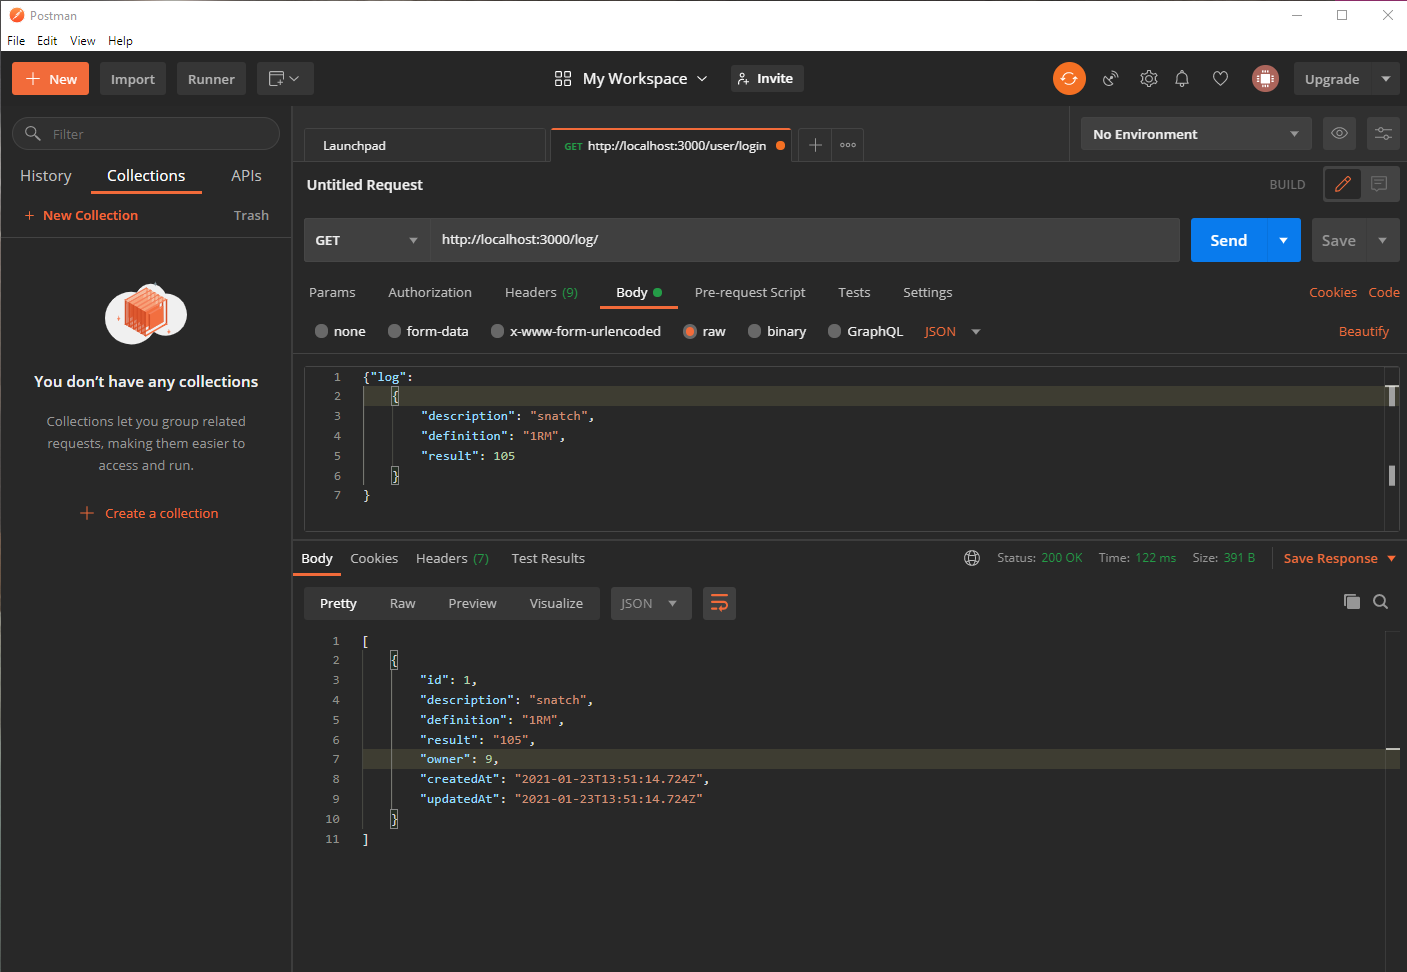 Postman
File Edit View Help
New Import Runner My Workspace Invite Upgrade
Filter
History Collections APIs
New Collection Trash
You don’t have any collections
Collections let you group related
requests, making them easier to
access and run.
Create a collection
Launchpad GET http://localhost:3000/user/login No Environment
Untitled Request BUILD
GET http://localhost:3000/log/ Send Save
Params Authorization Headers (9) Body Pre-request Script Tests Settings Cookies Code
none form-data x-www-form-urlencoded raw binary GraphQL JSON Beautify
1 {"log":
2 {
3 "description": "snatch",
4 "definition": "1RM",
5 "result": 105
6 }
7 }
Body Cookies Headers (7) Test Results Status: 200 OK Time: 122 ms Size: 391 B Save Response
Pretty Raw Preview Visualize JSON
1 [
2 {
3 "id": 1,
4 "description": "snatch",
5 "definition": "1RM",
6 "result": "105",
7 "owner": 9,
8 "createdAt": "2021-01-23T13:51:14.724Z",
9 "updatedAt": "2021-01-23T13:51:14.724Z"
10 }
11 ]